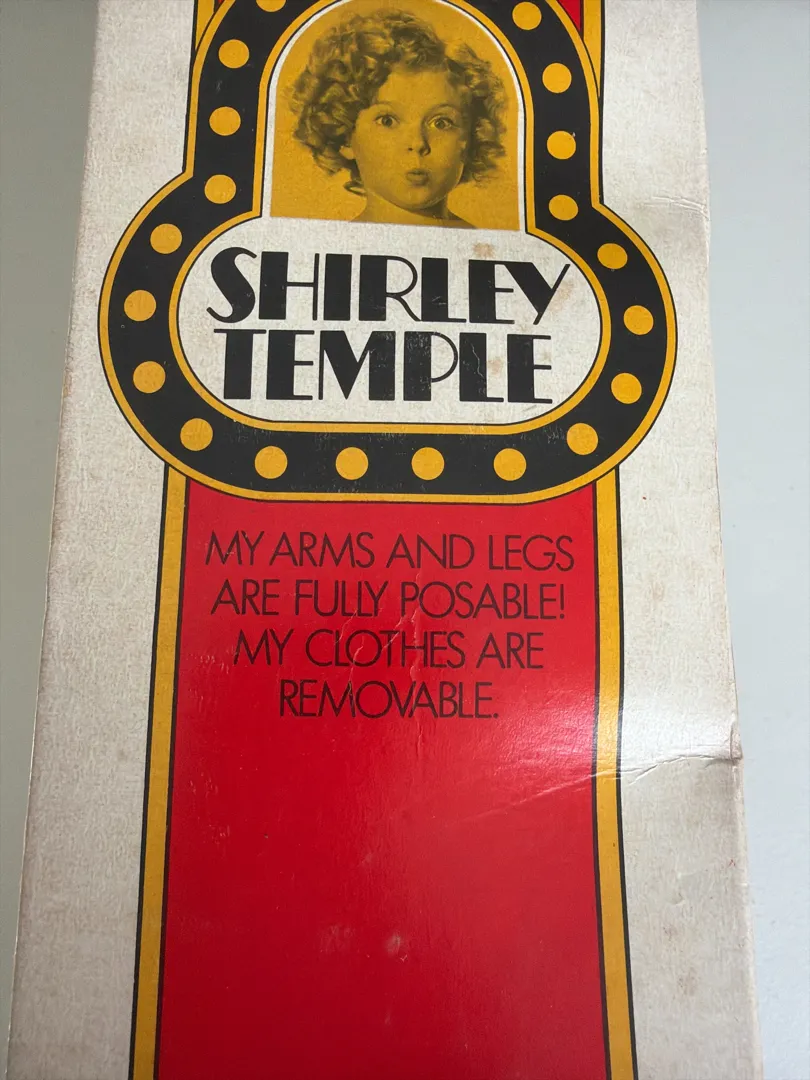 SHIRLEY
TEMPLE
MY ARMS AND LEGS
ARE FULLY POSABLE!
MY CLOTHES ARE
REMOVABLE.